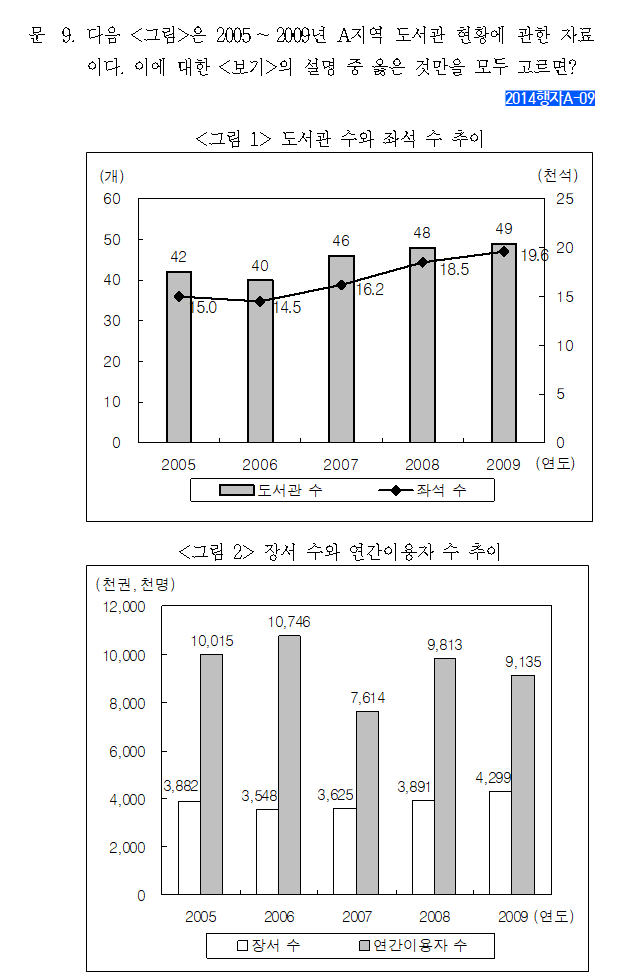 문 9. 다음 <그림>은 2005 ~ 2009년 A지역 도서관 현황에 관한 자료
이다. 이에 대한 <보기>의 설명 중 옳은 것만을 모두 고르면?
2014행자A-09
<그림 1> 도서관 수와 좌석 수 추이
(개) (천석)
60 25
50 20
40 15
30 10
20 5
10 0
0
42 40 46 48 49
15.0 14.5 16.2 18.5 19.6
2005 2006 2007 2008 2009 (연도)
도서관 수 좌석 수
<그림 2> 장서 수와 연간이용자 수 추이
(천권, 천명)
12,000
10,000
8,000
6,000
4,000
2,000
0
10,015 10,746 7,614 9,813 9,135
3,882 3,548 3,625 3,891 4,299
2005 2006 2007 2008 2009 (연도)
장서 수 연간이용자 수